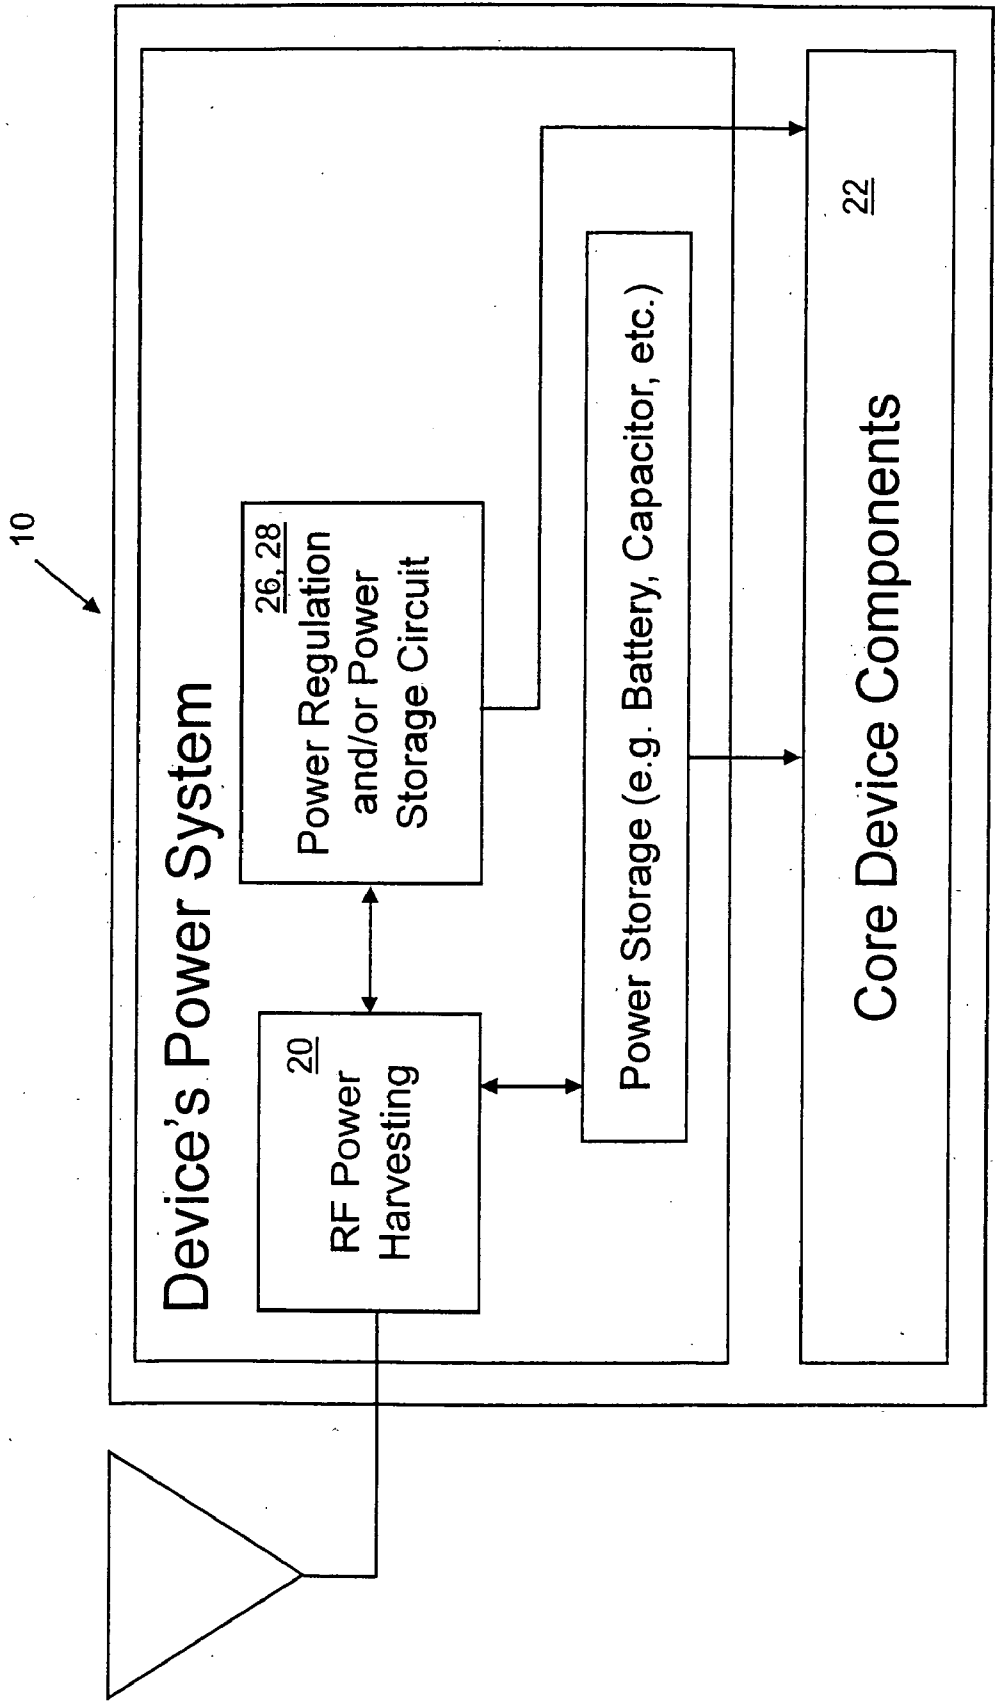 10
Device's Power System
20
RF Power
Harvesting
26, 28
Power Regulation
and/or Power
Storage Circuit
Power Storage (e.g. Battery, Capacitor, etc.)
22
Core Device Components